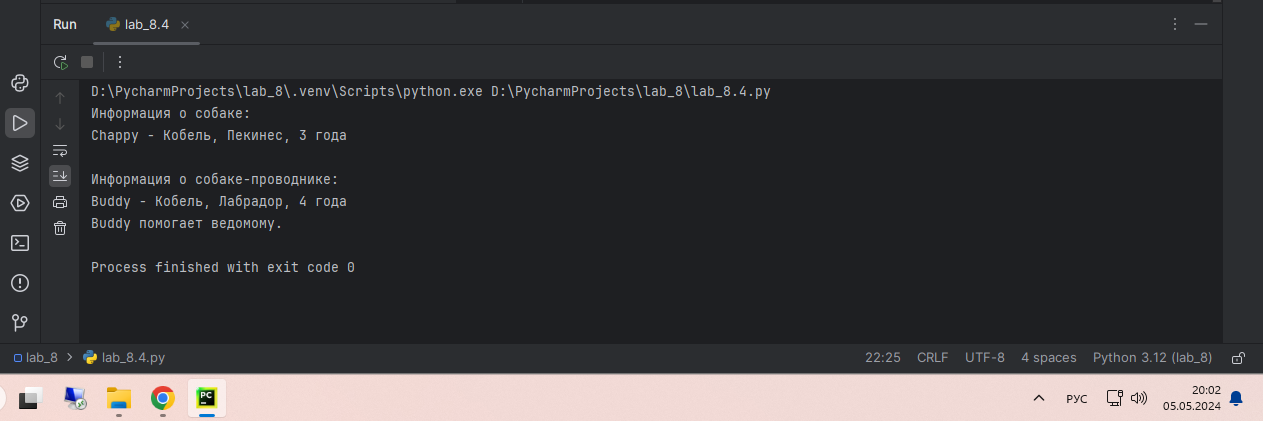 Run lab_8.4
D:\PycharmProjects\lab_8\.venv\Scripts\python.exe D:\PycharmProjects\lab_8\lab_8.4.py
Информация о собаке:
Chappy - Кобель, Пекинес, 3 года
Информация о собаке-проводнике:
Buddy - Кобель, Лабрадор, 4 года
Buddy помогает ведомому.
Process finished with exit code 0
lab_8 > lab_8.4.py 22:25 CRLF UTF-8 4 spaces Python 3.12 (lab_8)
PC РУС 20:02
05.05.2024